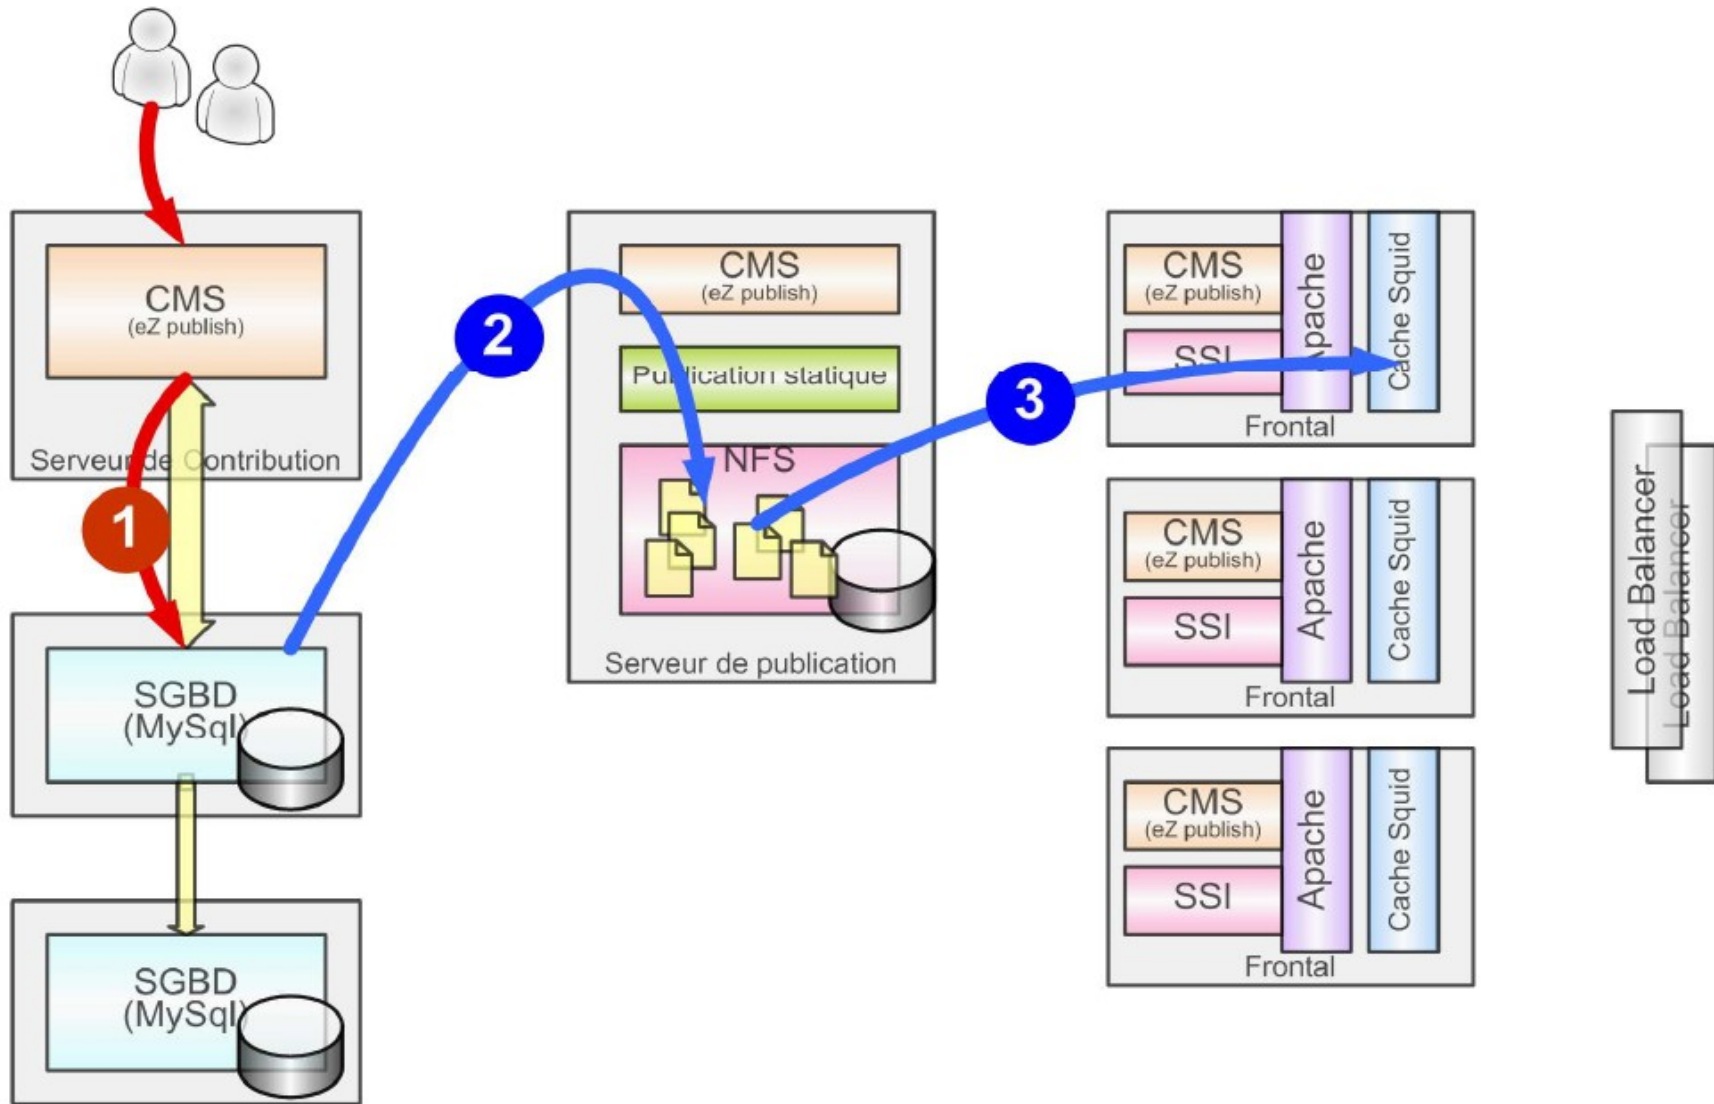 CMS
(eZ publish)
Serveur de Contribution
1
SGBD
(MySql)
SGBD
(MySql)
2
CMS
(eZ publish)
Publication statique
NFS
Serveur de publication
3
CMS
(eZ publish)
SSI
Apache
Cache Squid
Frontal
CMS
(eZ publish)
SSI
Apache
Cache Squid
Frontal
CMS
(eZ publish)
SSI
Apache
Cache Squid
Frontal
Load Balancer
Load Balancer